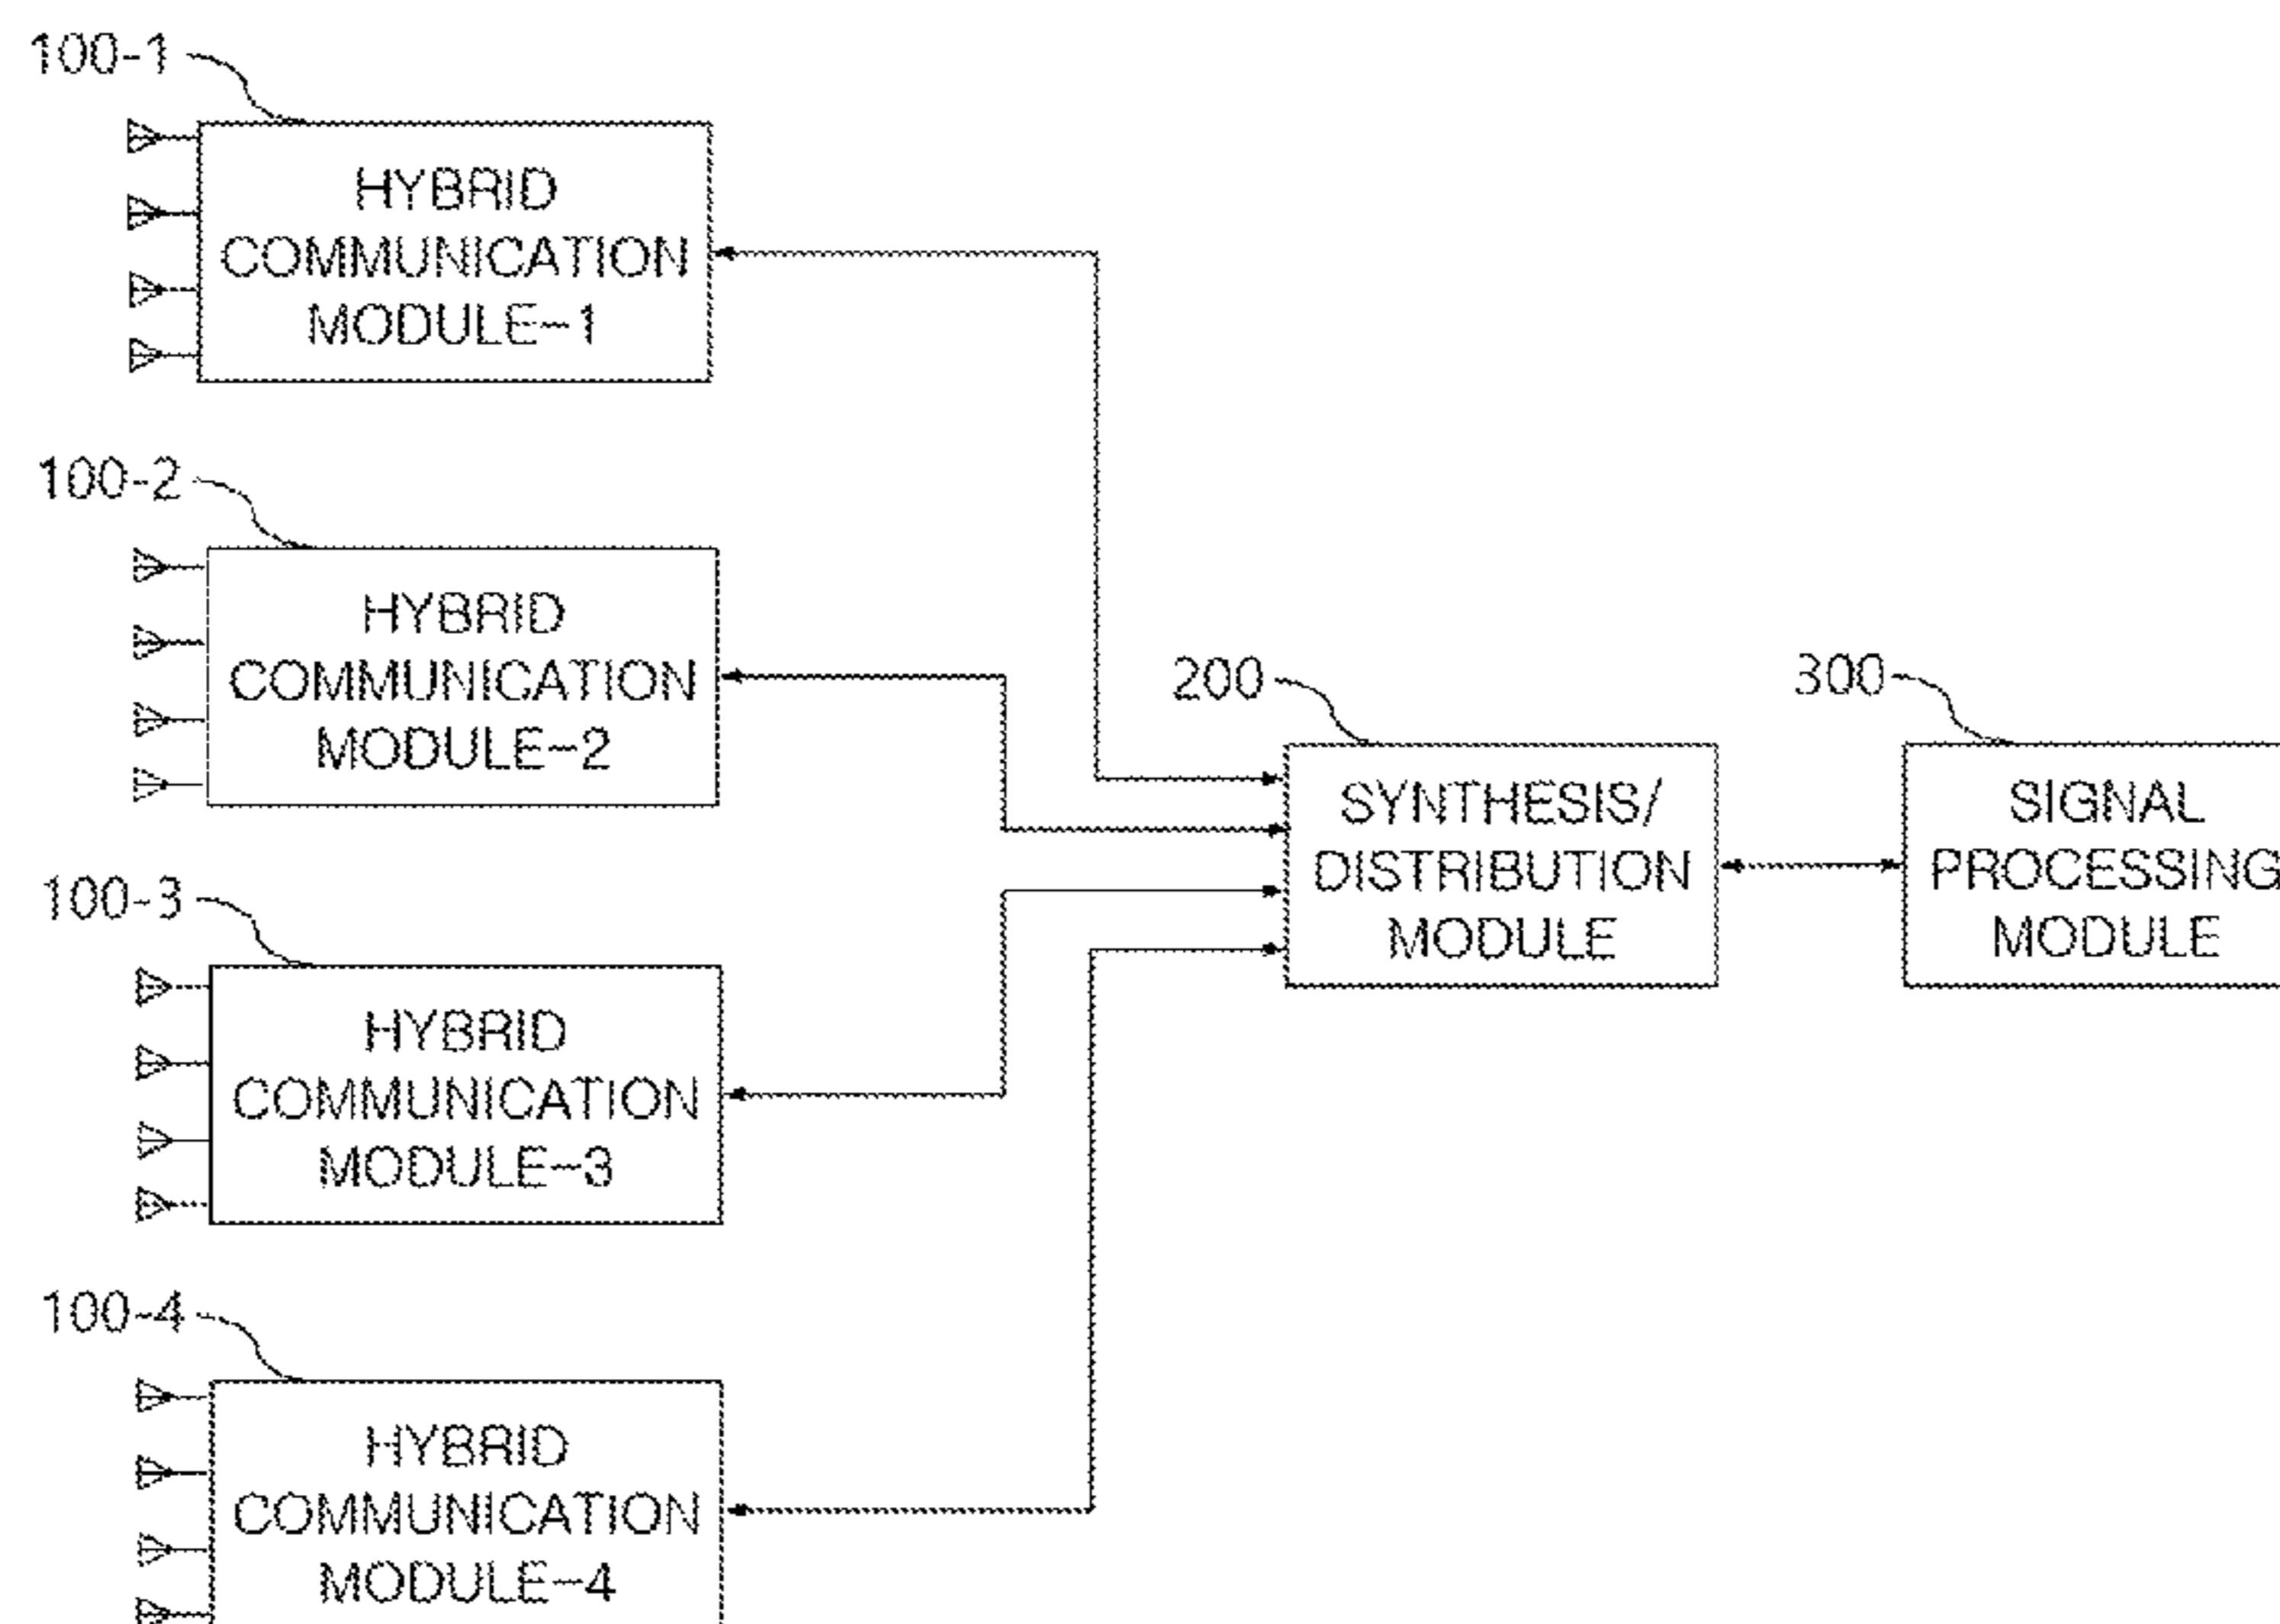 100-1
HYBRID
COMMUNICATION
MODULE-1
100-2
HYBRID
COMMUNICATION
MODULE-2
100-3
HYBRID
COMMUNICATION
MODULE-3
100-4
HYBRID
COMMUNICATION
MODULE-4
200
SYNTHESIS/
DISTRIBUTION
MODULE
300
SIGNAL
PROCESSING
MODULE